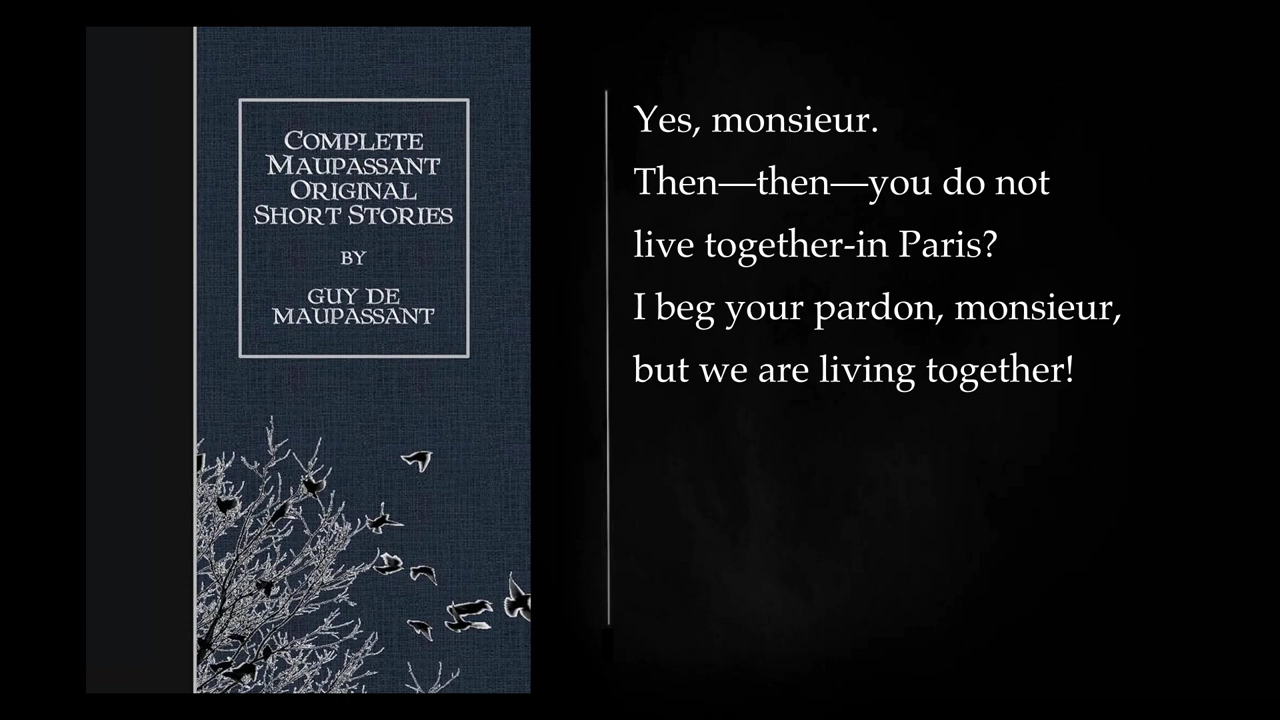 COMPLETE
MAUPASSANT
ORIGINAL
SHORT STORIES
BY
GUY DE
MAUPASSANT
Yes, monsieur.
Then—then—you do not
live together-in Paris?
I beg your pardon, monsieur,
but we are living together!